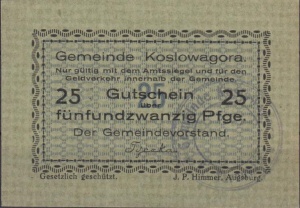 Gemeinde Koslowagora.
Nur gültig mit dem Amtssiegel und für den
Geldverkehr innerhalb der Gemeinde.
25 Gutschein 25
über
fünfundzwanzig Pfge.
Der Gemeindevorstand.
Gesetzlich geschützt. J. P. Himmer, Augsburg